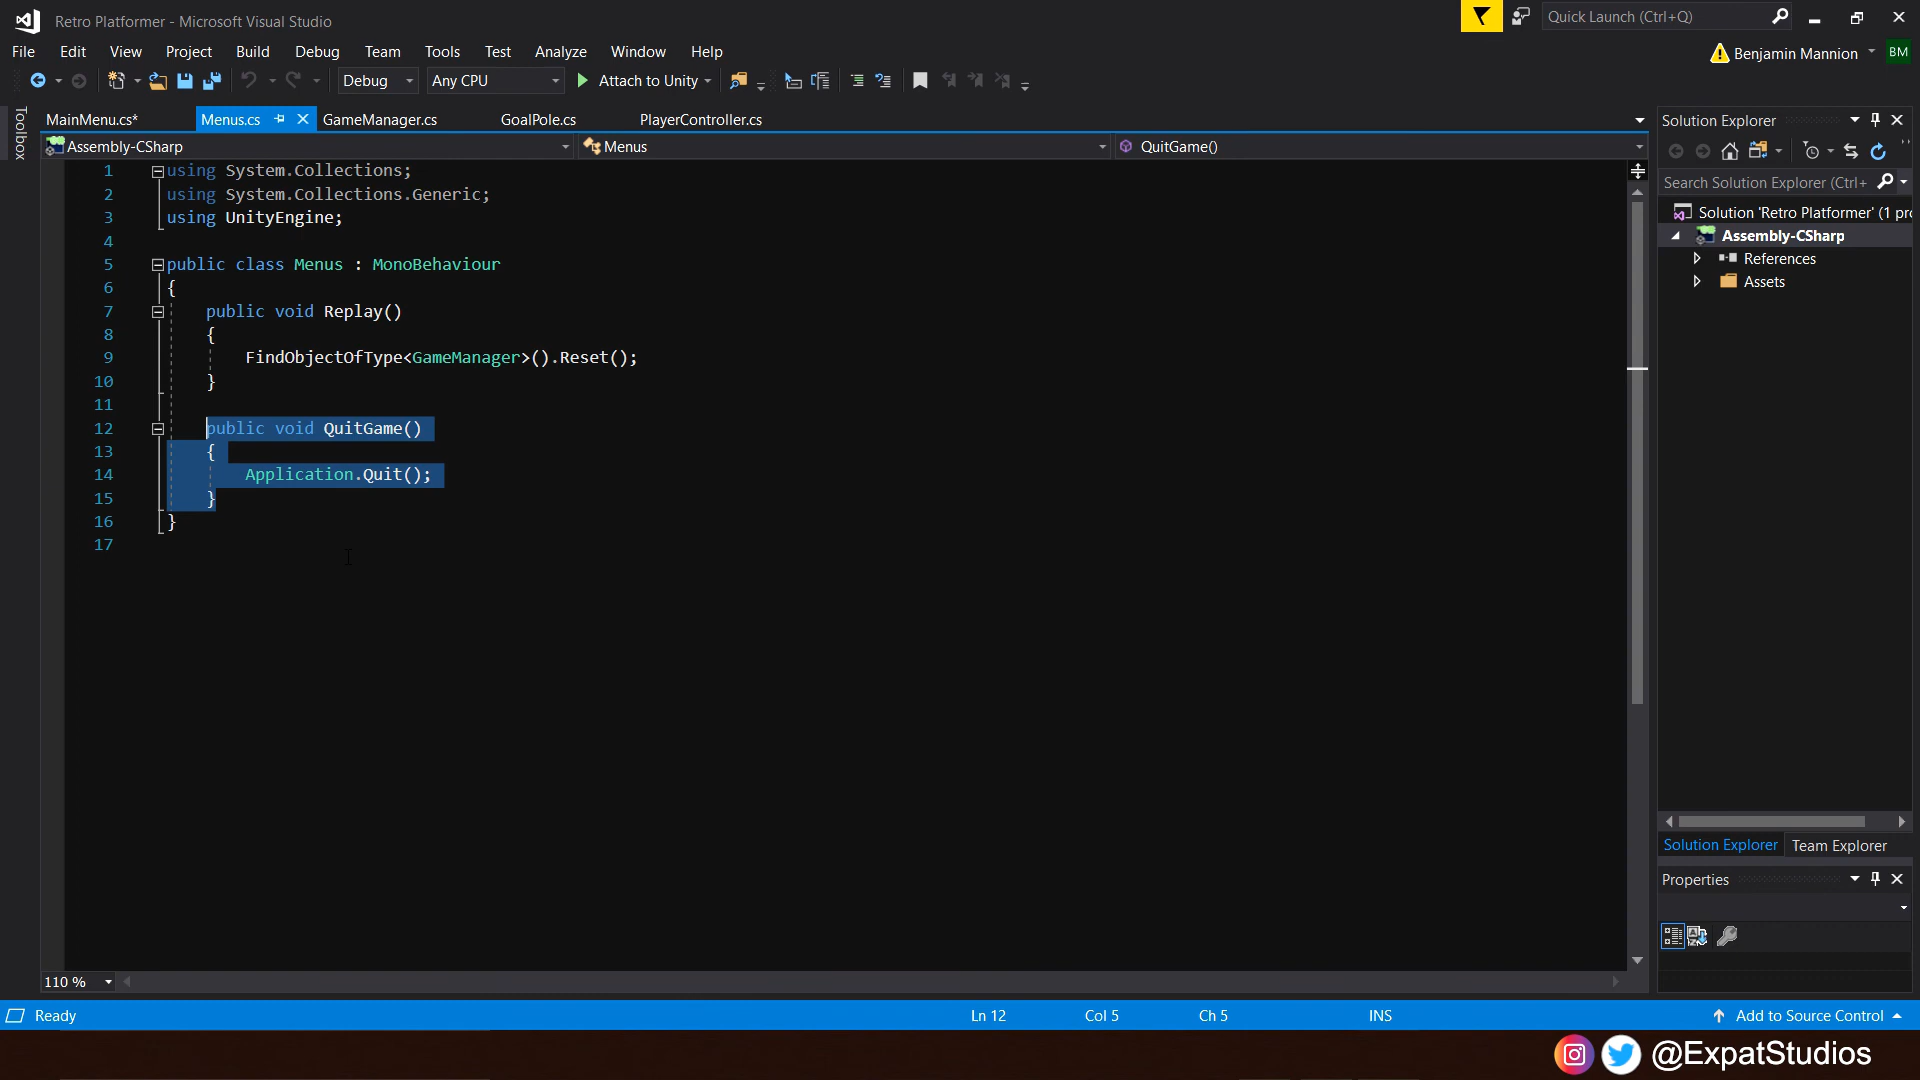 Retro Platformer - Microsoft Visual Studio
Quick Launch (Ctrl+Q)
File Edit View Project Build Debug Team Tools Test Analyze Window Help
Benjamin Mannion BM
Debug Any CPU Attach to Unity
Toolbox
MainMenu.cs* Menus.cs GameManager.cs GoalPole.cs PlayerController.cs
Assembly-CSharp Menus QuitGame()
1 using System.Collections;
2 using System.Collections.Generic;
3 using UnityEngine;
4
5 public class Menus : MonoBehaviour
6 {
7 public void Replay()
8 {
9 FindObjectOfType<GameManager>().Reset();
10 }
11
12 public void QuitGame()
13 {
14 Application.Quit();
15 }
16 }
17
110 %
Solution Explorer
Search Solution Explorer (Ctrl+
Solution 'Retro Platformer' (1 pro
Assembly-CSharp
References
Assets
Solution Explorer Team Explorer
Properties
Ready Ln 12 Col 5 Ch 5 INS Add to Source Control
@ExpatStudios